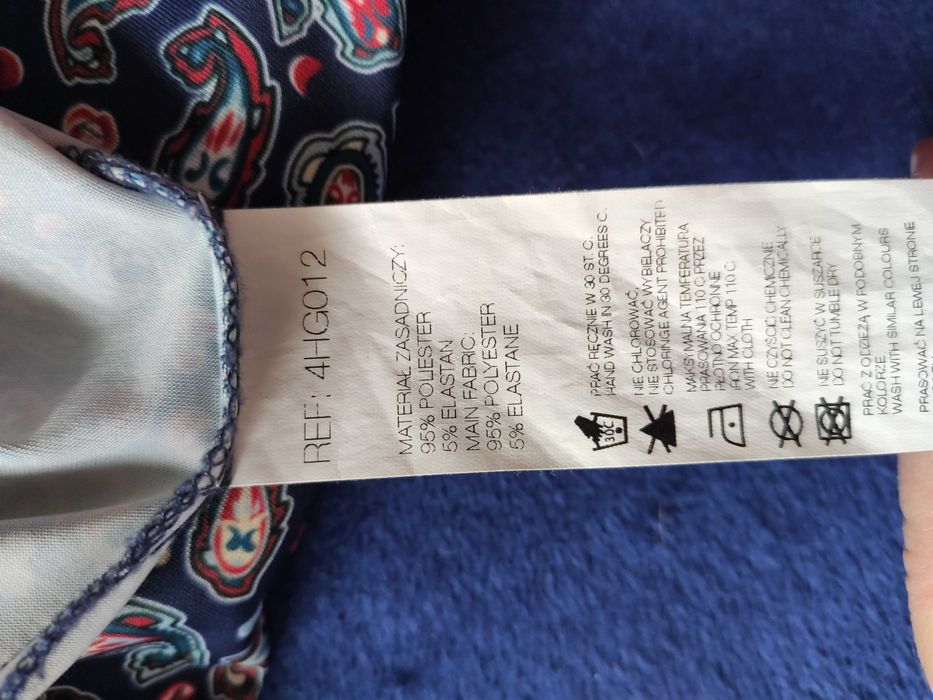 REF: 4HG012
MATERIAŁ ZASADNICZY:
95% POLIESTER
5% ELASTAN
MAIN FABRIC:
95% POLYESTER
5% ELASTANE
30C
PRAĆ RĘCZNIE W 30 ST. C.
HAND WASH IN 30 DEGREES C.
NIE CHLOROWAĆ,
NIE STOSOWAĆ WYBIELACZY
CHLORINGE AGENT PROHIBITED
MAKSYMALNA TEMPERATURA
PRASOWANIA 110 C PRZEZ
PŁÓTNO OCHRONNE
IRON MAX TEMP 110 C
WITH CLOTH
NIE CZYŚCIĆ CHEMICZNIE
DO NOT CLEAN CHEMICALLY
NIE SUSZYĆ W SUSZARCE
DO NOT TUMBLE DRY
PRAĆ Z ODZIEŻĄ W PODOBNYM
KOLORZE
WASH WITH SIMILAR COLOURS
PRASOWAĆ NA LEWEJ STRONIE